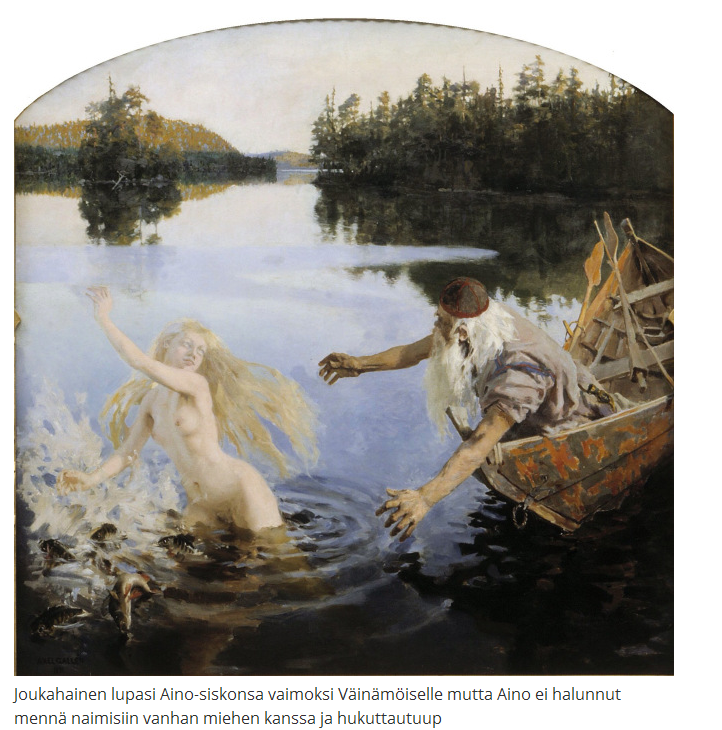 Joukahainen lupasi Aino-siskonsa vaimoksi Väinämöiselle mutta Aino ei halunnut
mennä naimisiin vanhan miehen kanssa ja hukuttautuup